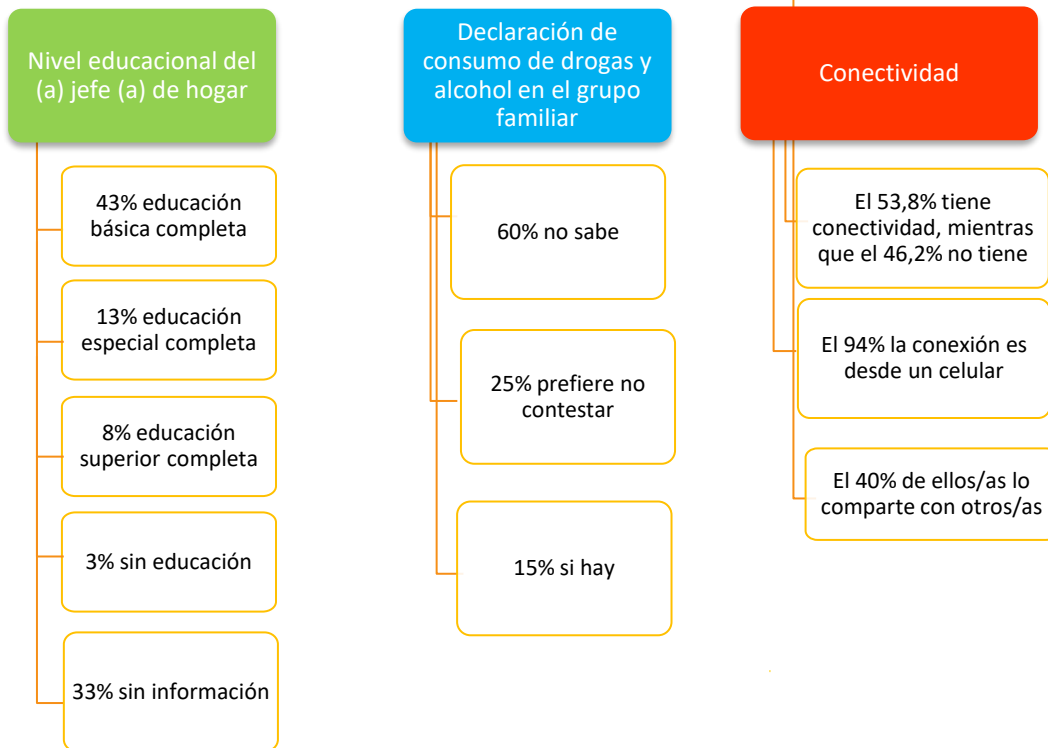 Nivel educacional del
(a) jefe (a) de hogar
43% educación
básica completa
13% educación
especial completa
8% educación
superior completa
3% sin educación
33% sin información
Declaración de
consumo de drogas y
alcohol en el grupo
familiar
60% no sabe
25% prefiere no
contestar
15% si hay
Conectividad
El 53,8% tiene
conectividad, mientras
que el 46,2% no tiene
El 94% la conexión es
desde un celular
El 40% de ellos/as lo
comparte con otros/as